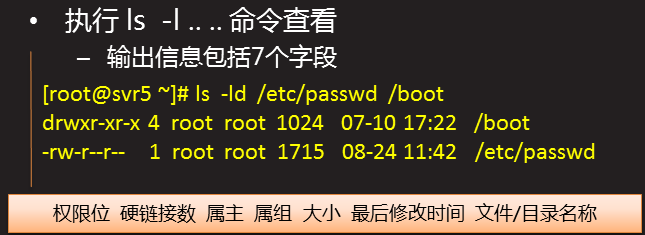 • 执行 ls -l .. .. 命令查看
– 输出信息包括7个字段
[root@svr5 ~]# ls -ld /etc/passwd /boot
drwxr-xr-x 4 root root 1024 07-10 17:22 /boot
-rw-r--r-- 1 root root 1715 08-24 11:42 /etc/passwd
权限位 硬链接数 属主 属组 大小 最后修改时间 文件/目录名称